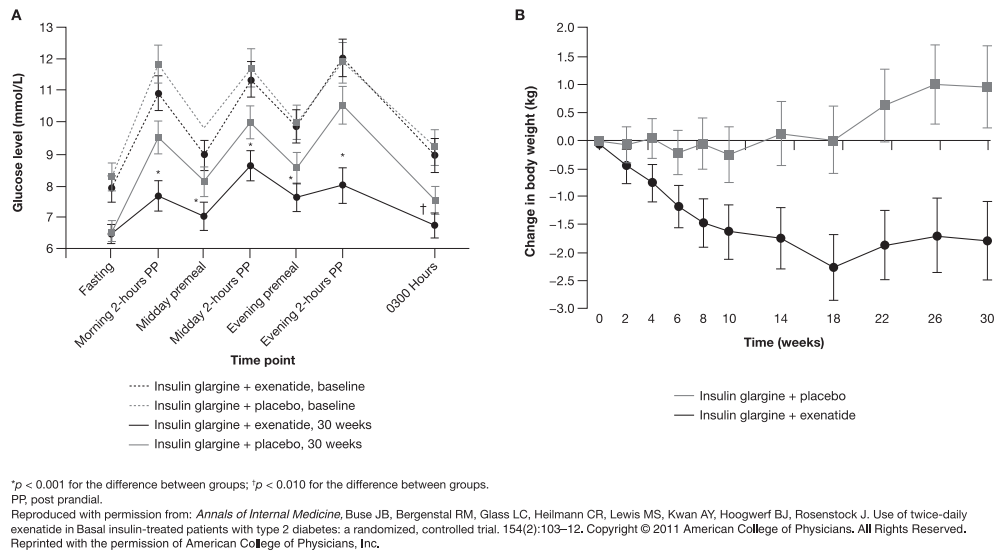 A
Glucose level (mmol/L)
13
12
11
10
9
8
7
6
*
*
*
*
*
†
Fasting
Morning 2-hours PP
Midday premeal
Midday 2-hours PP
Evening premeal
Evening 2-hours PP
0300 Hours
Time point
Insulin glargine + exenatide, baseline
Insulin glargine + placebo, baseline
Insulin glargine + exenatide, 30 weeks
Insulin glargine + placebo, 30 weeks
B
Change in body weight (kg)
2.0
1.5
1.0
0.5
0.0
−0.5
−1.0
−1.5
−2.0
−2.5
−3.0
0 2 4 6 8 10 14 18 22 26 30
Time (weeks)
Insulin glargine + placebo
Insulin glargine + exenatide
*p < 0.001 for the difference between groups; †p < 0.010 for the difference between groups.
PP, post prandial.
Reproduced with permission from: Annals of Internal Medicine, Buse JB, Bergenstal RM, Glass LC, Heilmann CR, Lewis MS, Kwan AY, Hoogwerf BJ, Rosenstock J. Use of twice-daily
exenatide in Basal insulin-treated patients with type 2 diabetes: a randomized, controlled trial. 154(2):103–12. Copyright © 2011 American College of Physicians. All Rights Reserved.
Reprinted with the permission of American College of Physicians, Inc.